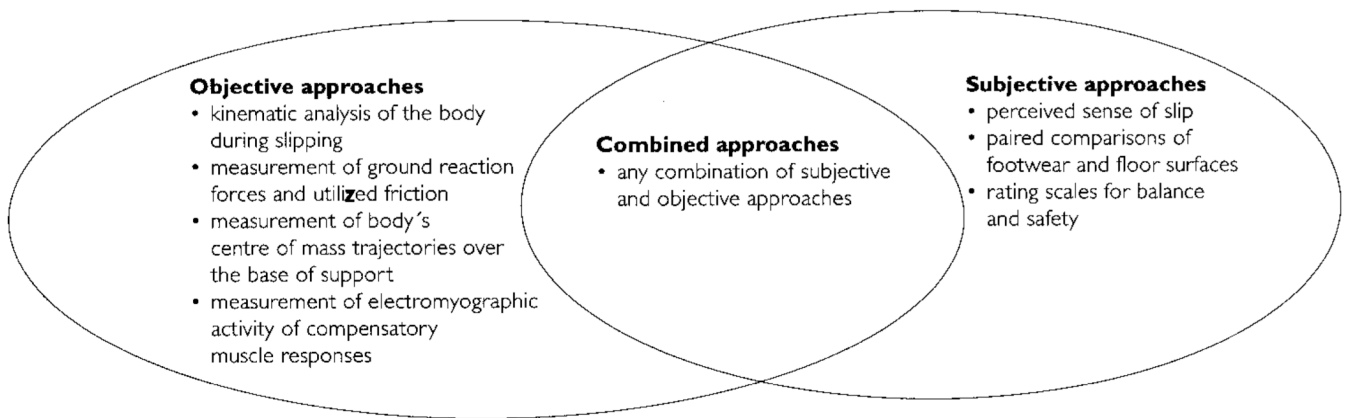 Objective approaches
• kinematic analysis of the body
during slipping
• measurement of ground reaction
forces and utilized friction
• measurement of body´s
centre of mass trajectories over
the base of support
• measurement of electromyographic
activity of compensatory
muscle responses
Combined approaches
• any combination of subjective
and objective approaches
Subjective approaches
• perceived sense of slip
• paired comparisons of
footwear and floor surfaces
• rating scales for balance
and safety